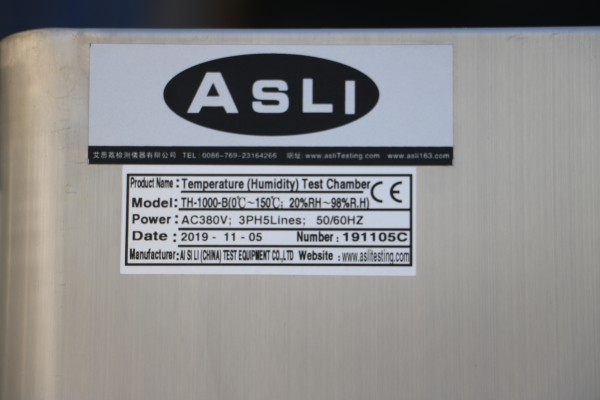 ASLI
艾思荔检测仪器有限公司 TEL: 0086-769-23164266 网址: www.asliTesting.com www.asli163.com
Product Name: Temperature (Humidity) Test Chamber CE
Model: TH-1000-B(0℃~150℃; 20%RH~98%R.H)
Power: AC380V; 3PH5Lines; 50/60HZ
Date: 2019 - 11 - 05 Number: 191105C
Manufacturer: AI SI LI (CHINA) TEST EQUIPMENT CO.,LTD Website: www.aslitesting.com